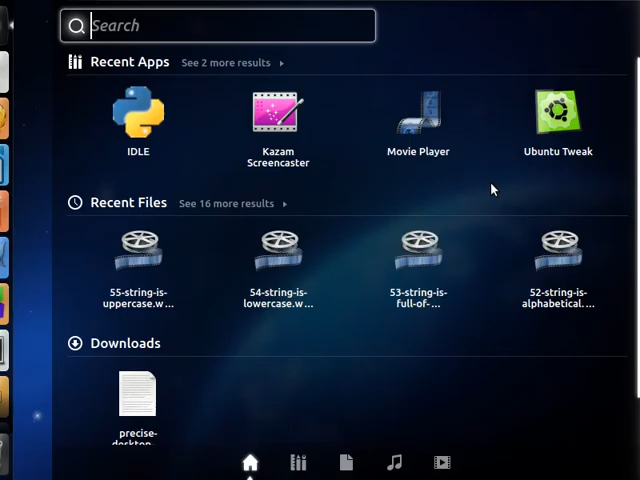 Search
Recent Apps See 2 more results
IDLE
Kazam
Screencaster
Movie Player
Ubuntu Tweak
Recent Files See 16 more results
55-string-is-
uppercase.w...
54-string-is-
lowercase.w...
53-string-is-
full-of-...
52-string-is-
alphabetical....
Downloads
precise-
desktop-...